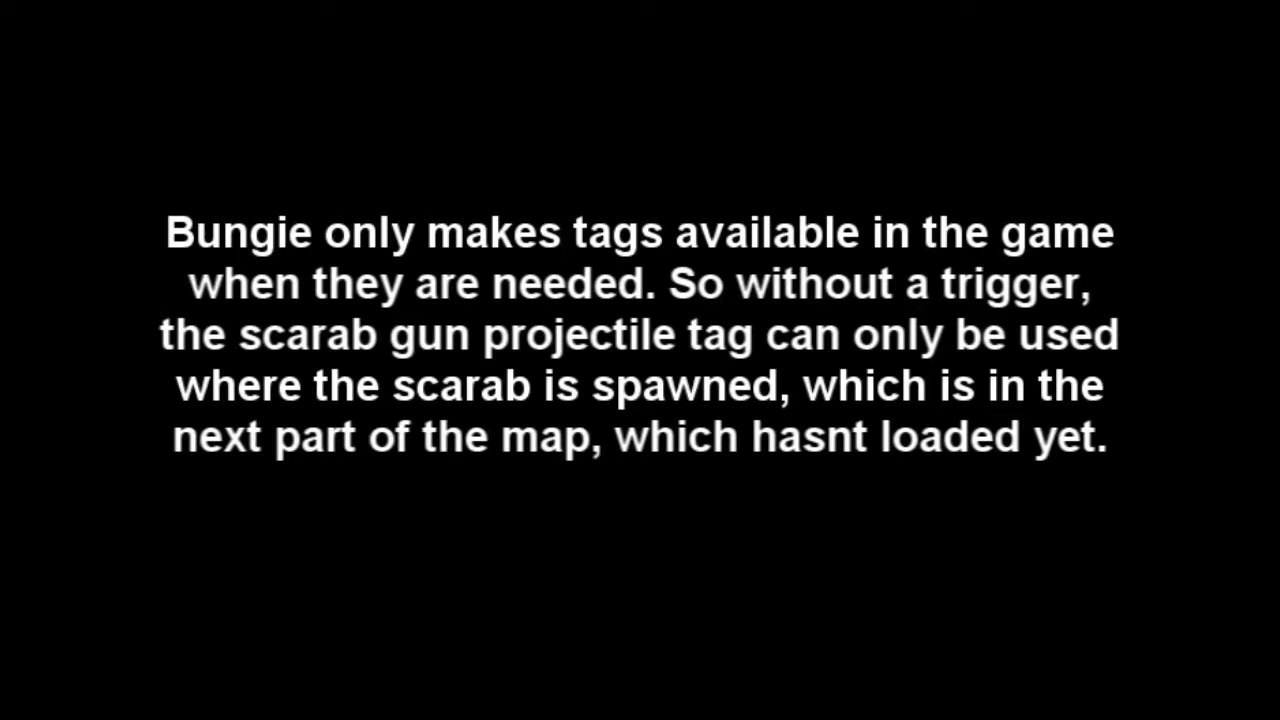 Bungie only makes tags available in the game
when they are needed. So without a trigger,
the scarab gun projectile tag can only be used
where the scarab is spawned, which is in the
next part of the map, which hasnt loaded yet.